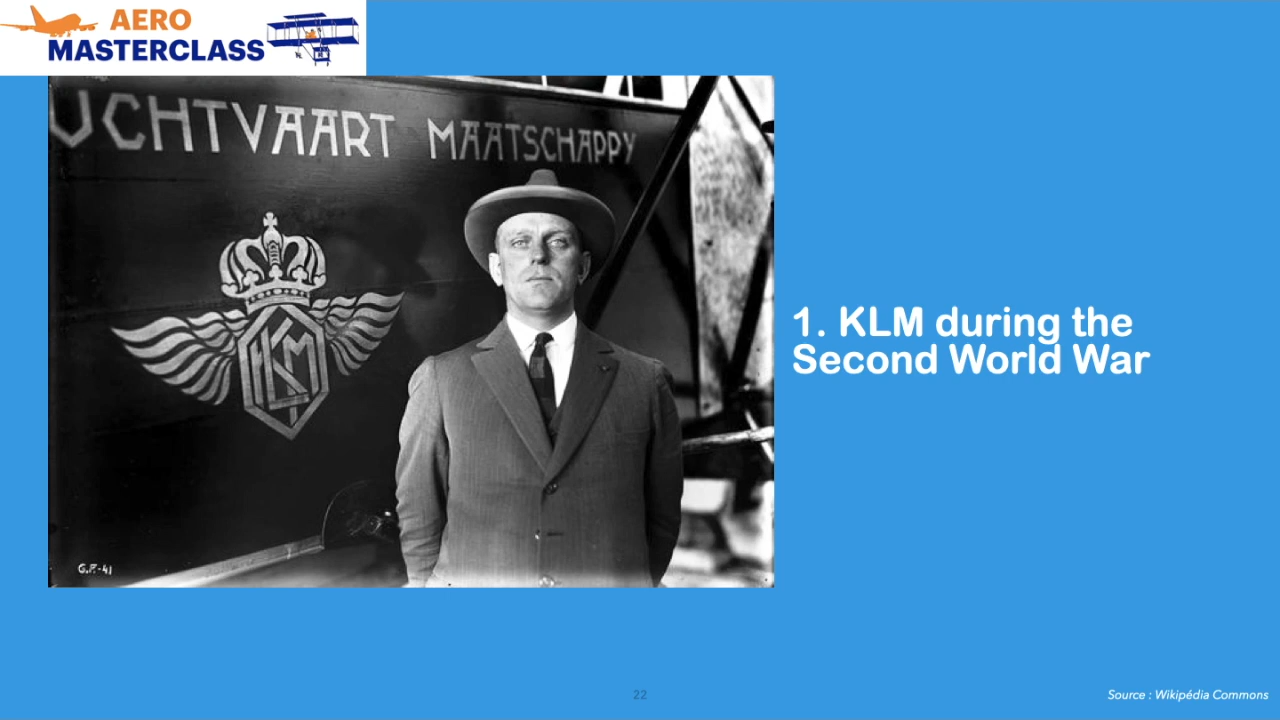 AERO
MASTERCLASS
UCHTVAART MAATSCHAPPY
KLM
G.F.-41
1. KLM during the
Second World War
22
Source : Wikipédia Commons